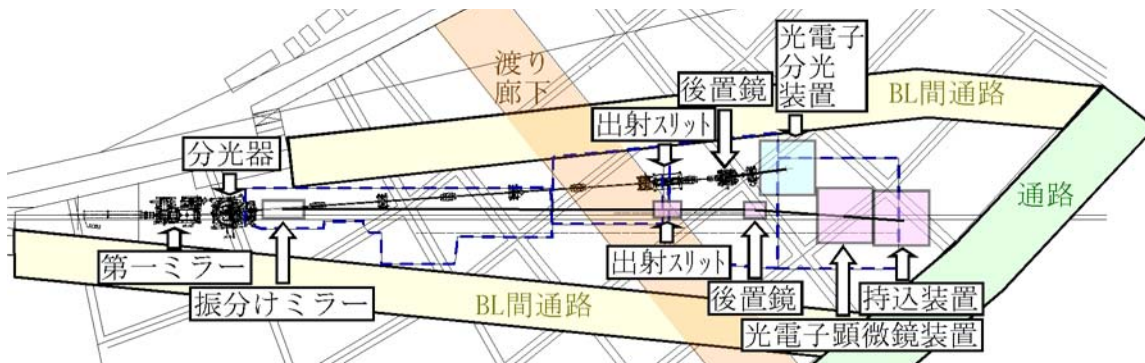 光電子
分光
装置
渡り
廊下
後置鏡
BL間通路
出射スリット
分光器
通路
第一ミラー
出射スリット
振分けミラー
BL間通路
後置鏡
持込装置
光電子顕微鏡装置